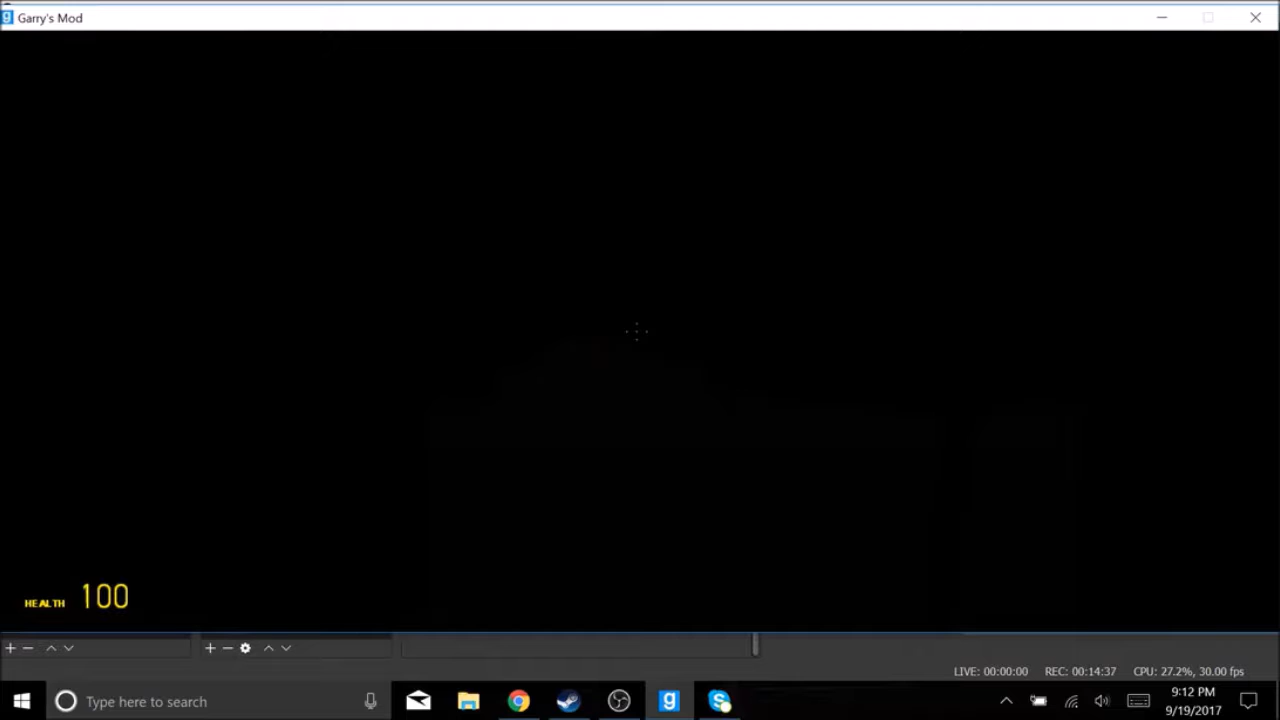 Garry's Mod
HEALTH 100
LIVE: 00:00:00 REC: 00:14:37 CPU: 27.2%, 30.00 fps
Type here to search
9:12 PM
9/19/2017